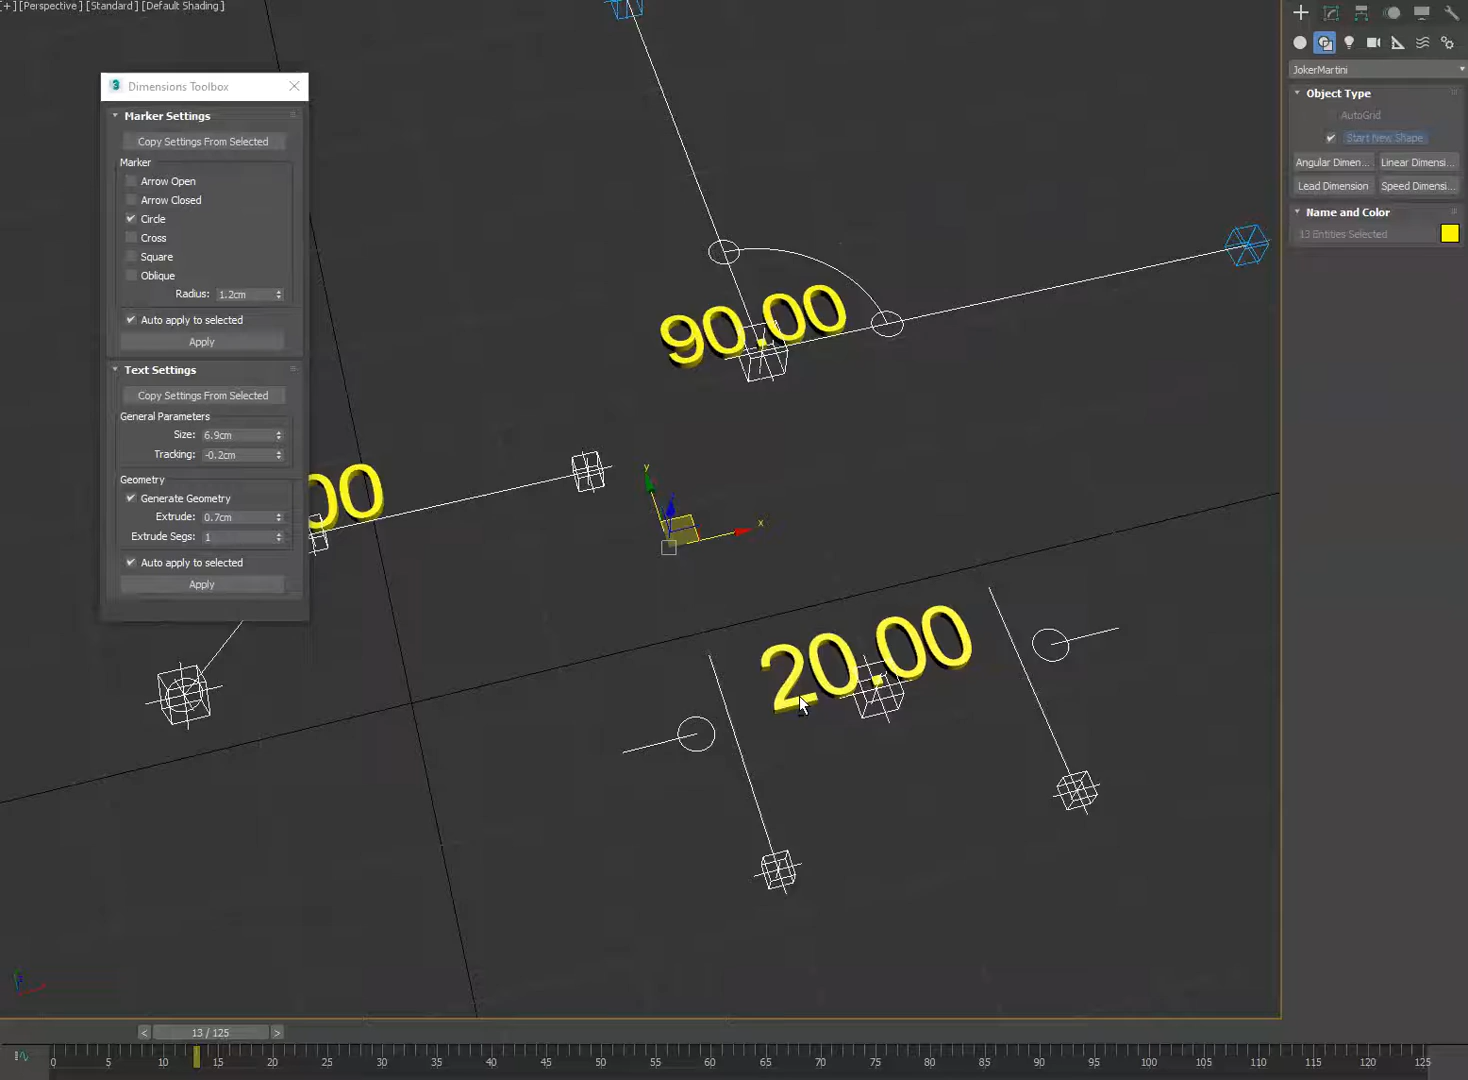 [+] [Perspective] [Standard] [Default Shading]
Dimensions Toolbox
Marker Settings
Copy Settings From Selected
Marker
Arrow Open
Arrow Closed
Circle
Cross
Square
Oblique
Radius: 1.2cm
Auto apply to selected
Apply
Text Settings
Copy Settings From Selected
General Parameters
Size: 6.9cm
Tracking: -0.2cm
Geometry
Generate Geometry
Extrude: 0.7cm
Extrude Segs: 1
Auto apply to selected
Apply
90.00
00
20.00
y
x
JokerMartini
Object Type
AutoGrid
Start New Shape
Angular Dimen... Linear Dimensi...
Lead Dimension Speed Dimensi...
Name and Color
13 Entities Selected
< 13 / 125 >
0 5 10 15 20 25 30 35 40 45 50 55 60 65 70 75 80 85 90 95 100 105 110 115 120 125